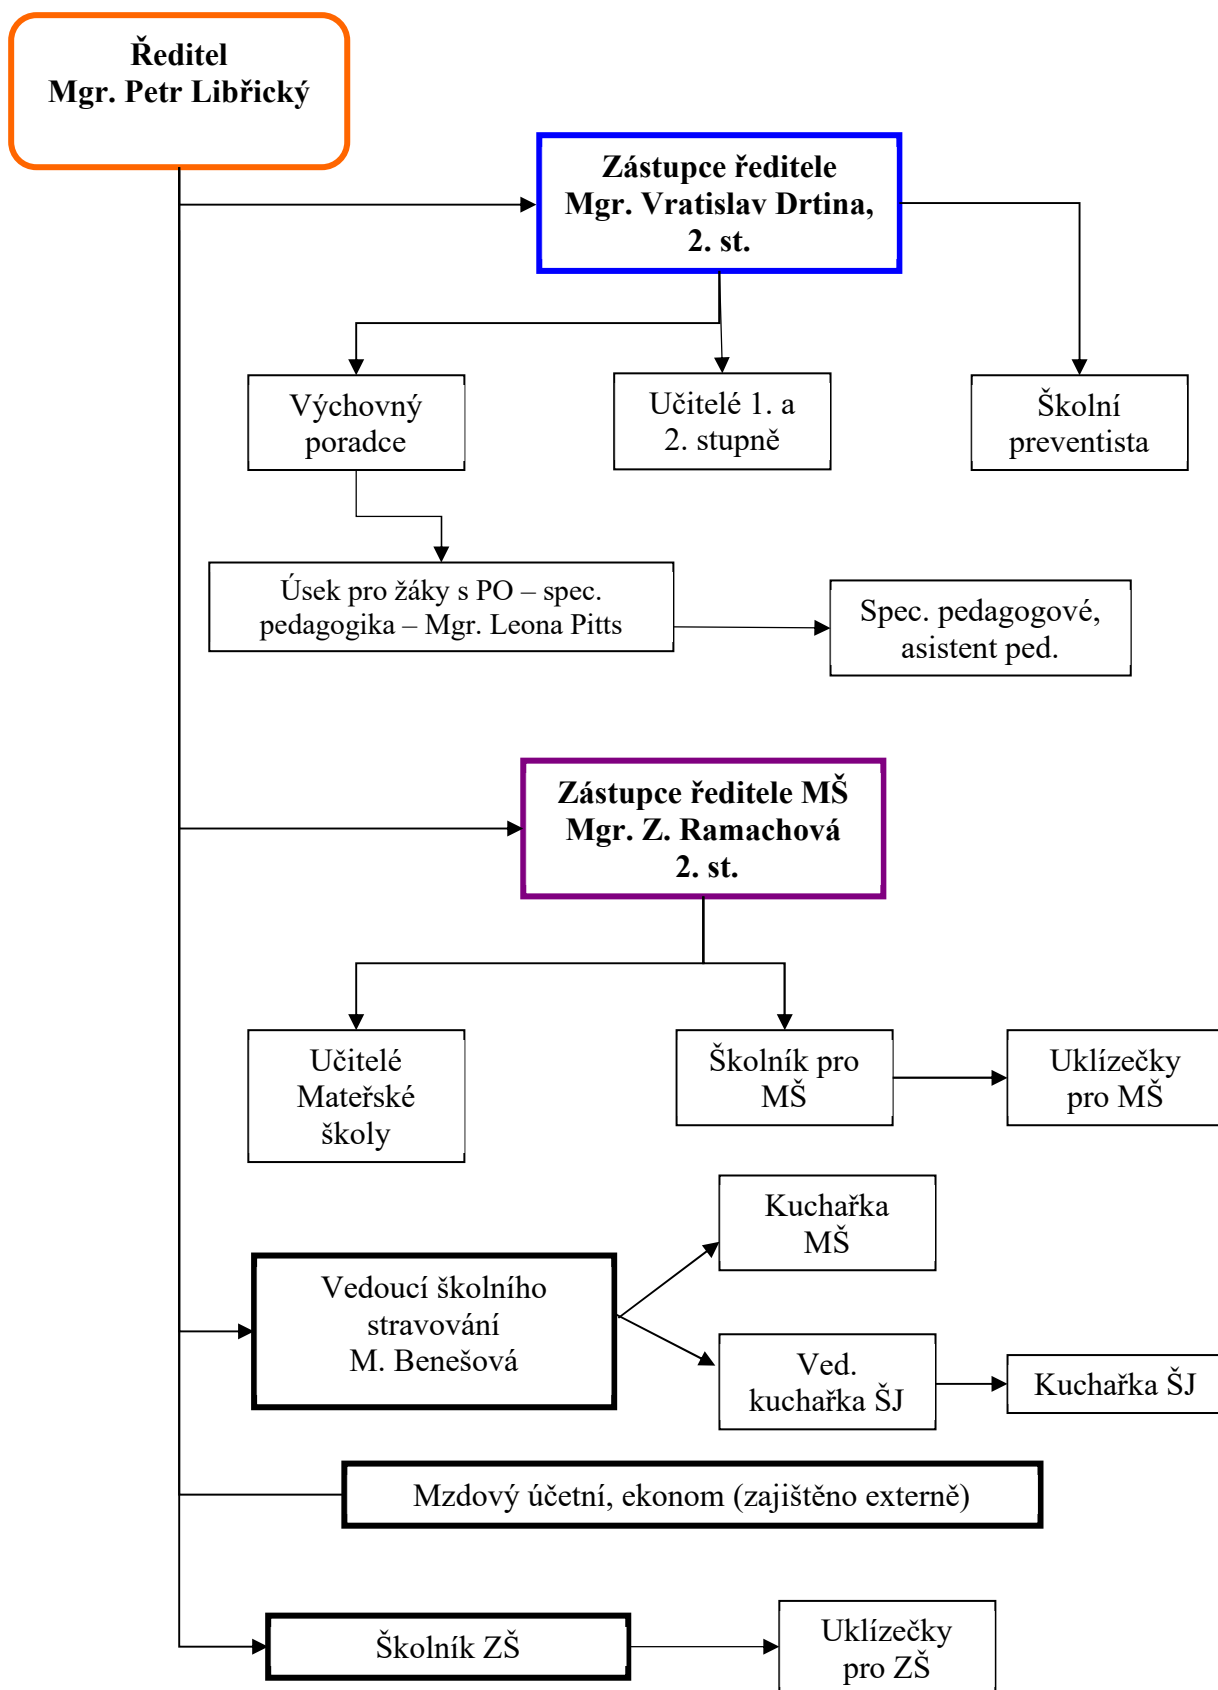 Ředitel
Mgr. Petr Libřický
Zástupce ředitele
Mgr. Vratislav Drtina,
2. st.
Výchovný
poradce
Učitelé 1. a
2. stupně
Školní
preventista
Úsek pro žáky s PO – spec.
pedagogika – Mgr. Leona Pitts
Spec. pedagogové,
asistent ped.
Zástupce ředitele MŠ
Mgr. Z. Ramachová
2. st.
Učitelé
Mateřské
školy
Školník pro
MŠ
Uklízečky
pro MŠ
Kuchařka
MŠ
Vedoucí školního
stravování
M. Benešová
Ved.
kuchařka ŠJ
Kuchařka ŠJ
Mzdový účetní, ekonom (zajištěno externě)
Školník ZŠ
Uklízečky
pro ZŠ